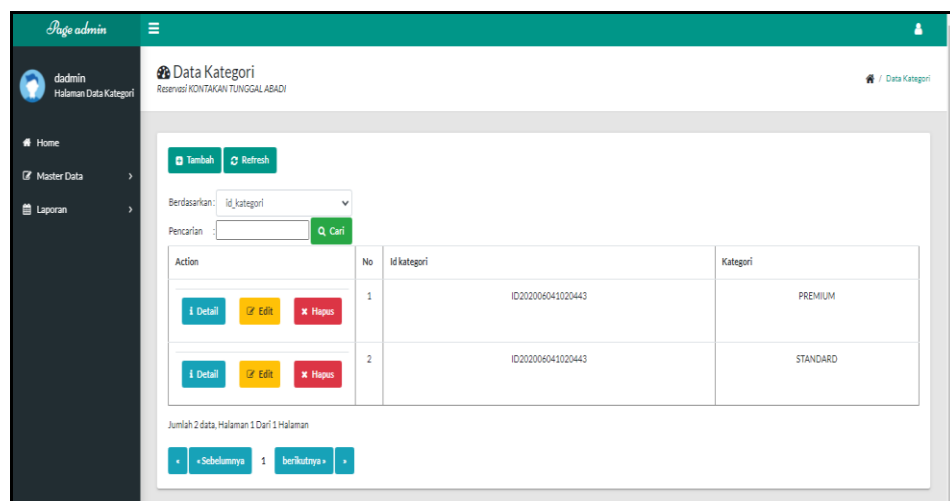 Page admin
dadmin
Halaman Data Kategori
Home
Master Data
Laporan
Data Kategori
Reservasi KONTAKAN TUNGGAL ABADI
/ Data Kategori
Tambah Refresh
Berdasarkan : id_kategori
Pencarian : Cari
Action No Id kategori Kategori
i Detail Edit Hapus 1 ID202006041020443 PREMIUM
i Detail Edit Hapus 2 ID202006041020443 STANDARD
Jumlah 2 data, Halaman 1 Dari 1 Halaman
« « Sebelumnya 1 berikutnya » »